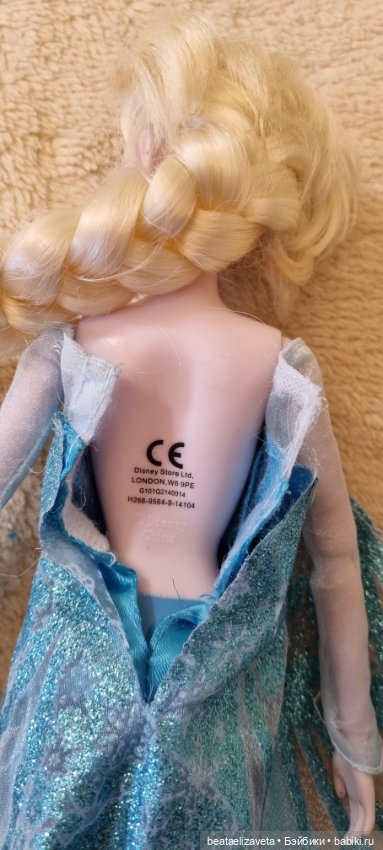 CE
Disney Store Ltd,
LONDON,W6 9PE
G101G2140014
H268-9564-9-14104
©Disney
China
beataelizaveta • Бэйбики • babiki.ru